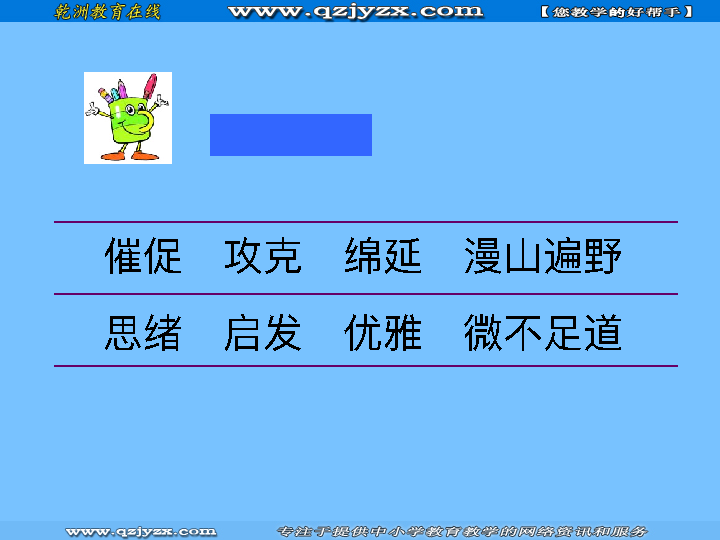 乾洲教育在线 www.qzjyzx.com 【您教学的好帮手】
催促 攻克 绵延 漫山遍野
思绪 启发 优雅 微不足道
www.qzjyzx.com 专注于提供中小学教育教学的网络资讯和服务